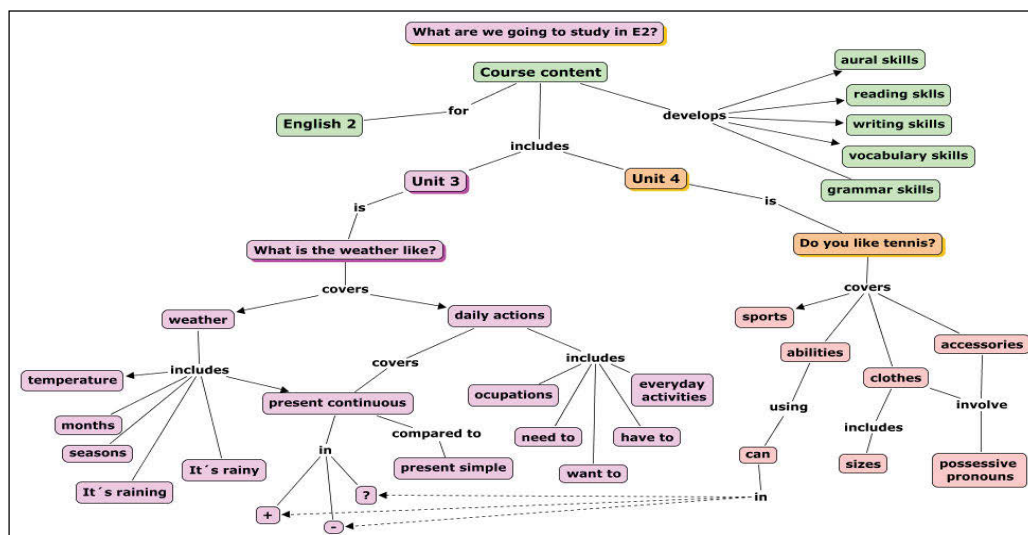 What are we going to study in E2?
Course content
aural skills
reading sklls
for
develops
English 2
writing skills
includes
vocabulary skills
Unit 3
Unit 4
grammar skills
is
is
What is the weather like?
Do you like tennis?
covers
covers
weather
daily actions
sports
accessories
includes
covers
includes
abilities
temperature
clothes
ocupations
everyday
activities
present continuous
using
involve
months
compared to
need to
have to
includes
seasons
in
can
It´s rainy
present simple
want to
sizes
possessive
pronouns
It´s raining
?
in
+
-